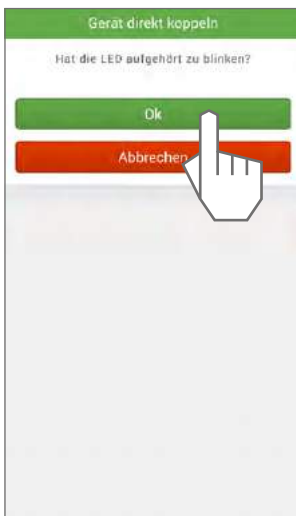 Gerät direkt koppeln
Hat die LED aufgehört zu blinken?
Ok
Abbrechen